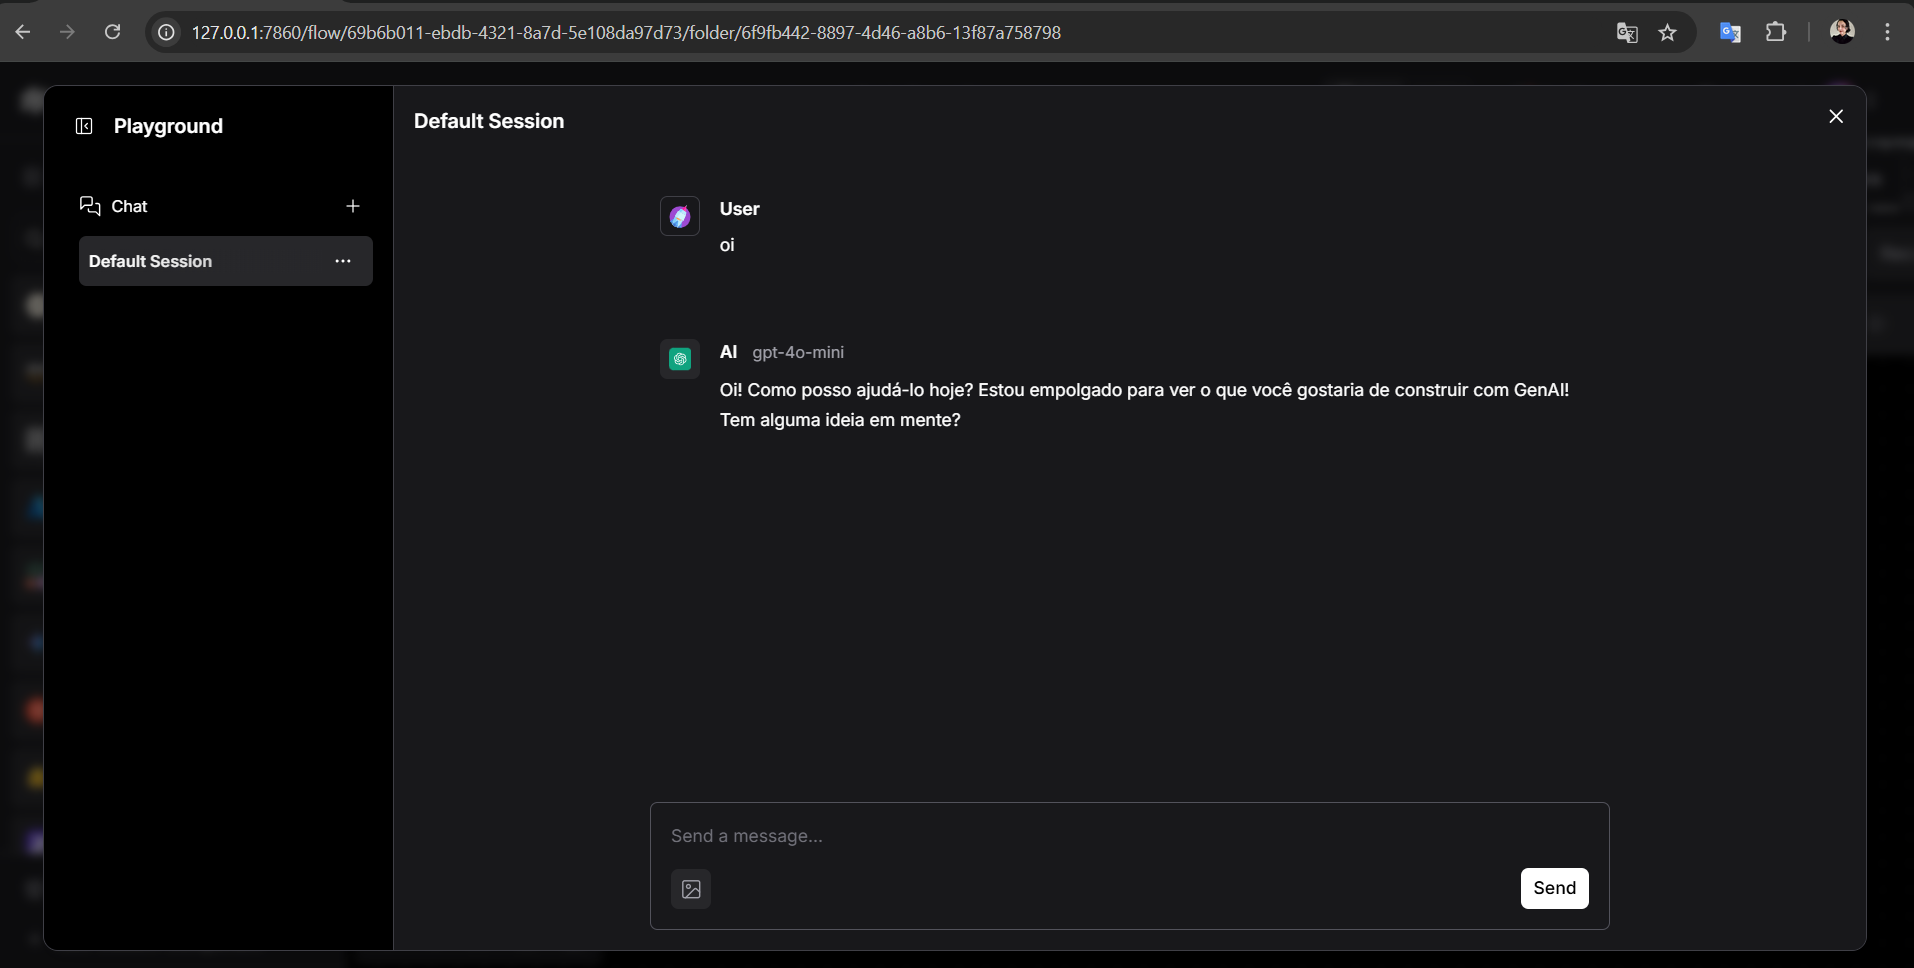 127.0.0.1:7860/flow/69b6b011-ebdb-4321-8a7d-5e108da97d73/folder/6f9fb442-8897-4d46-a8b6-13f87a758798
Playground
Chat
Default Session
Default Session
User
oi
AI gpt-4o-mini
Oi! Como posso ajudá-lo hoje? Estou empolgado para ver o que você gostaria de construir com GenAI!
Tem alguma ideia em mente?
Send a message...
Send